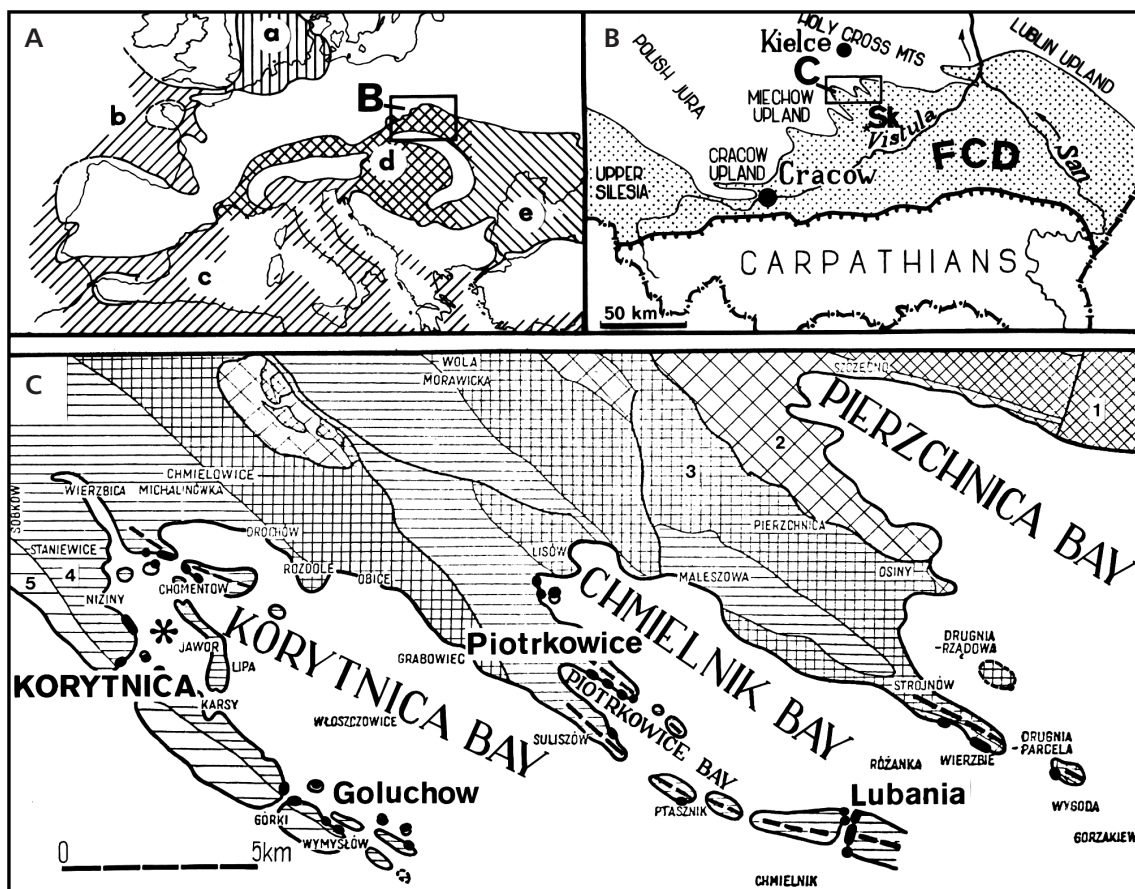 A
a
b
B
d
e
c
B
Kielce
HOLY CROSS MTS
LUBLIN UPLAND
POLISH JURA
C
MIECHOW
UPLAND
Sk
Vistula
CRACOW
UPLAND
Cracow
FCD
San
UPPER
SILESIA
CARPATHIANS
50 km
C
WOLA
MORAWICKA
SZCZECNO
1
PIERZCHNICA BAY
2
3
CHMIELOWICE
WIERZBICA
MICHALINÓWKA
SOBKÓW
DROCHÓW
PIERZCHNICA
STANIEWICE
LISÓW
ROZDOLE
OBICE
MALESZOWA
OSINY
5
4
CHOMENTÓW
NIZINY
CHMIELNIK BAY
KORYTNICA BAY
JAWOR
LIPA
GRABOWIEC
Piotrkowice
DRUGNIA
-RZĄDOWA
KORYTNICA
KARSY
PIOTRKOWICE BAY
STROJNÓW
WŁOSZCZOWICE
SULISZÓW
DRUGNIA
-PARCELA
RÓŻANKA
WIERZBIE
Goluchow
Lubania
PTASZNIK
WYSODA
GÓRKI
WYMYSŁÓW
GORZAKIEW
0
5km
CHMIELNIK